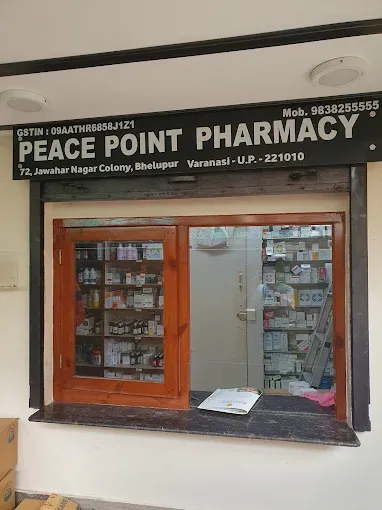 GSTIN : 09AATHR6858J1Z1 Mob. 9838255555
PEACE POINT PHARMACY
72, Jawahar Nagar Colony, Bhelupur Varanasi - U.P. - 221010